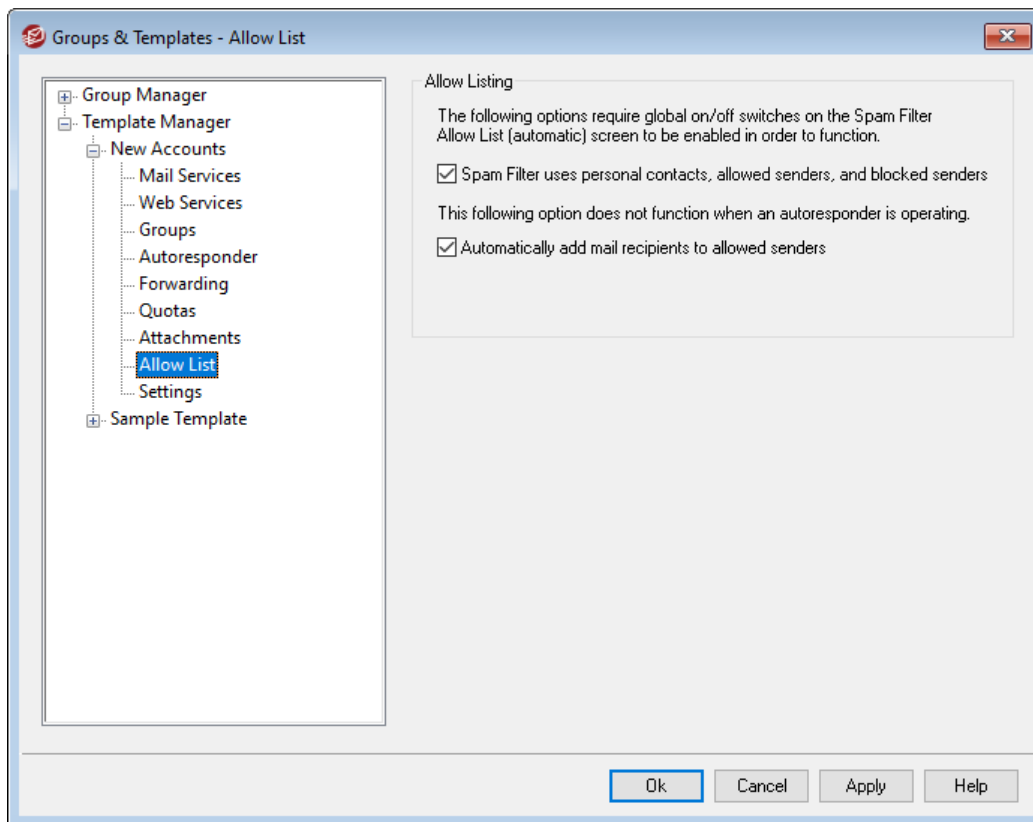 Groups & Templates - Allow List
Group Manager
Template Manager
New Accounts
Mail Services
Web Services
Groups
Autoresponder
Forwarding
Quotas
Attachments
Allow List
Settings
Sample Template
Allow Listing
The following options require global on/off switches on the Spam Filter
Allow List (automatic) screen to be enabled in order to function.
Spam Filter uses personal contacts, allowed senders, and blocked senders
This following option does not function when an autoresponder is operating.
Automatically add mail recipients to allowed senders
Ok
Cancel
Apply
Help